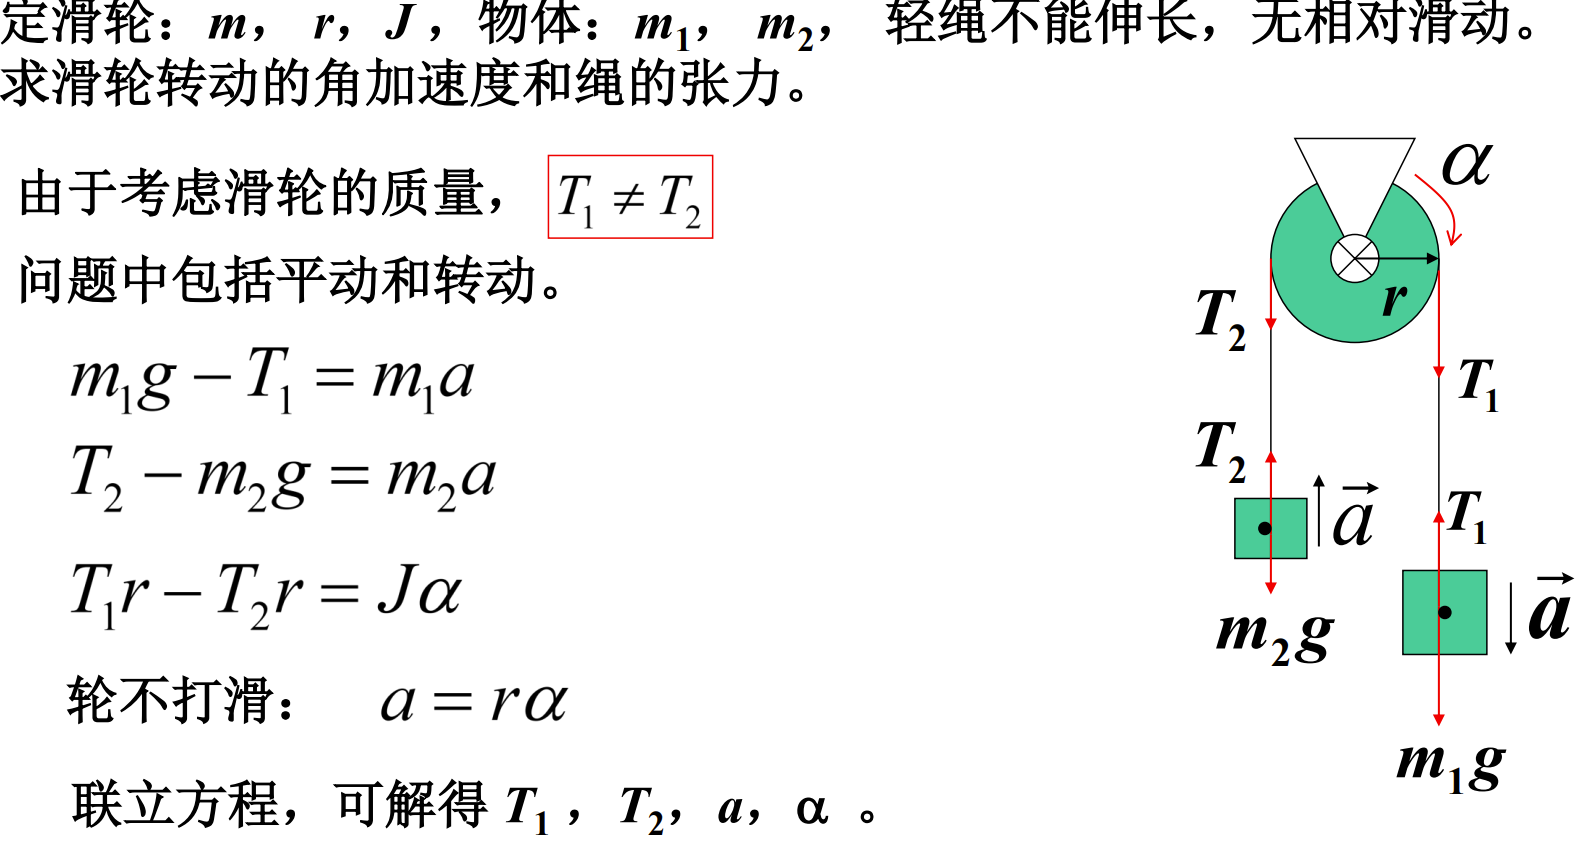 定滑轮：m， r，J ，物体：m₁， m₂， 轻绳不能伸长，无相对滑动。
求滑轮转动的角加速度和绳的张力。
由于考虑滑轮的质量， T₁ ≠ T₂
问题中包括平动和转动。
m₁g − T₁ = m₁a
T₂ − m₂g = m₂a
T₁r − T₂r = Jα
轮不打滑： a = rα
联立方程，可解得 T₁ ，T₂，a，α 。
α
r
T₂
T₁
T₂
a⃗
T₁
a⃗
m₂g
m₁g